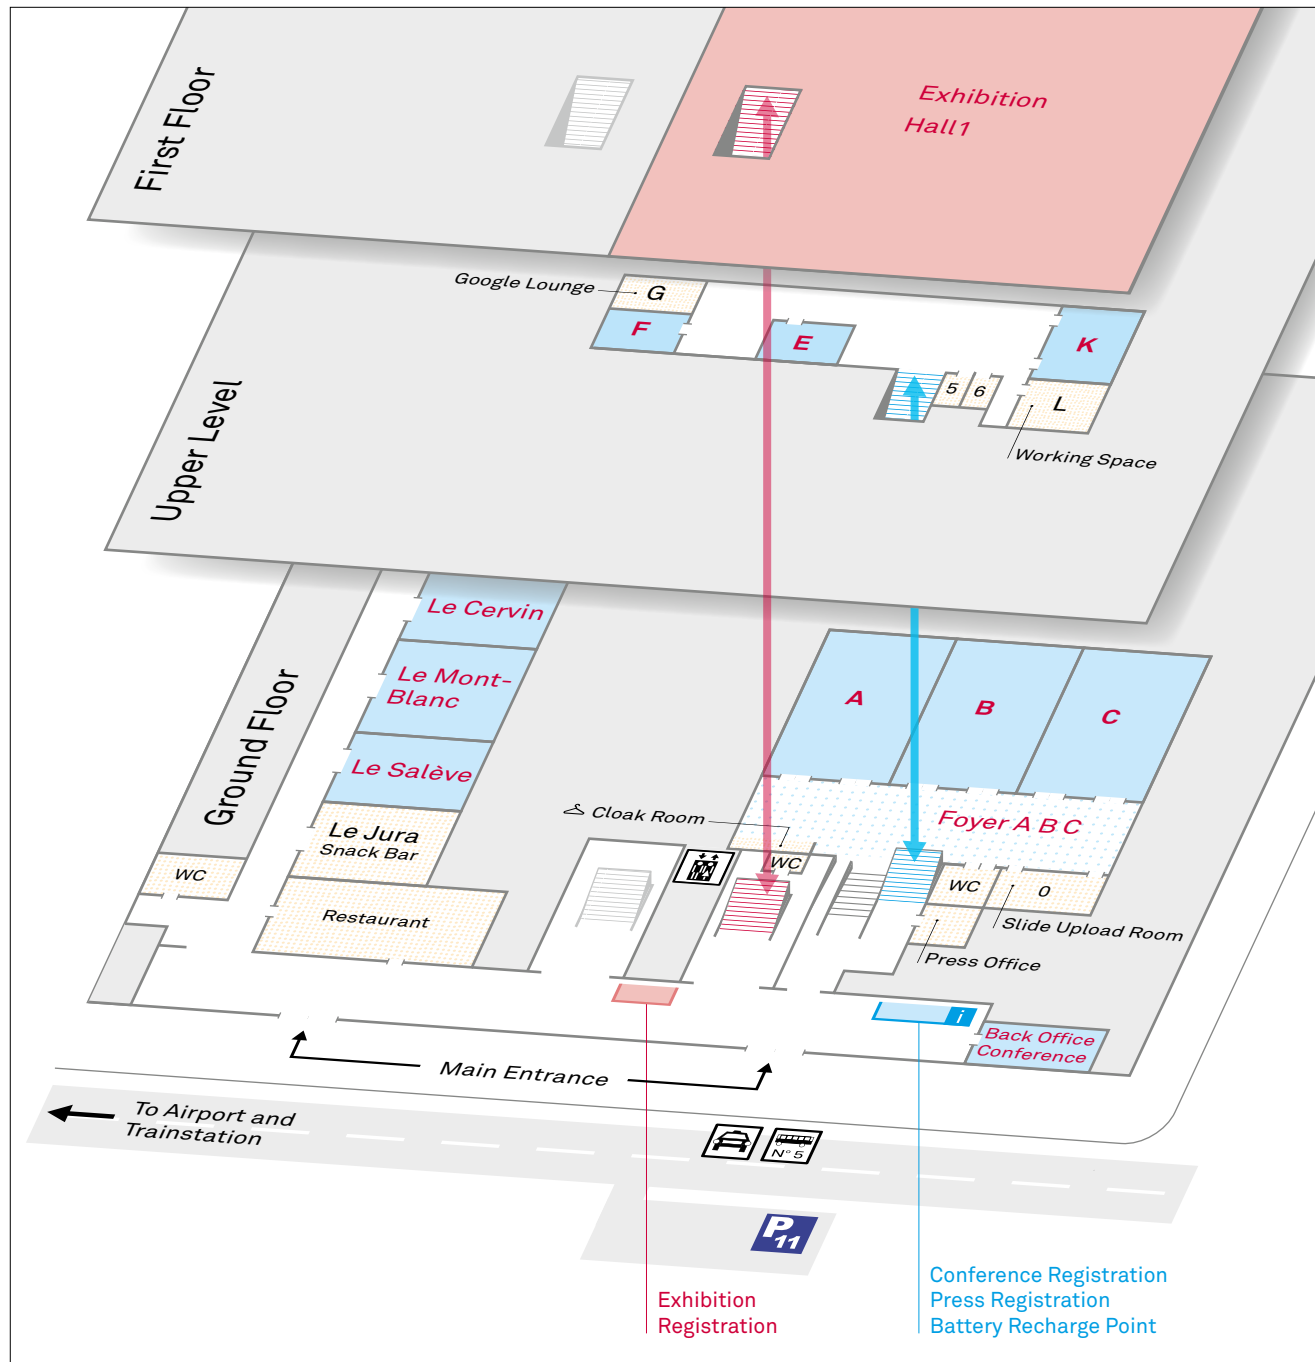 First Floor
Exhibition
Hall1
Google Lounge
G
F
E
K
5
6
L
Working Space
Upper Level
Le Cervin
Le Mont-
Blanc
Le Salève
Le Jura
Snack Bar
Restaurant
WC
Ground Floor
A
B
C
Foyer A B C
Cloak Room
WC
WC
0
Slide Upload Room
Press Office
i
Back Office
Conference
Main Entrance
To Airport and
Trainstation
N° 5
P
11
Exhibition
Registration
Conference Registration
Press Registration
Battery Recharge Point